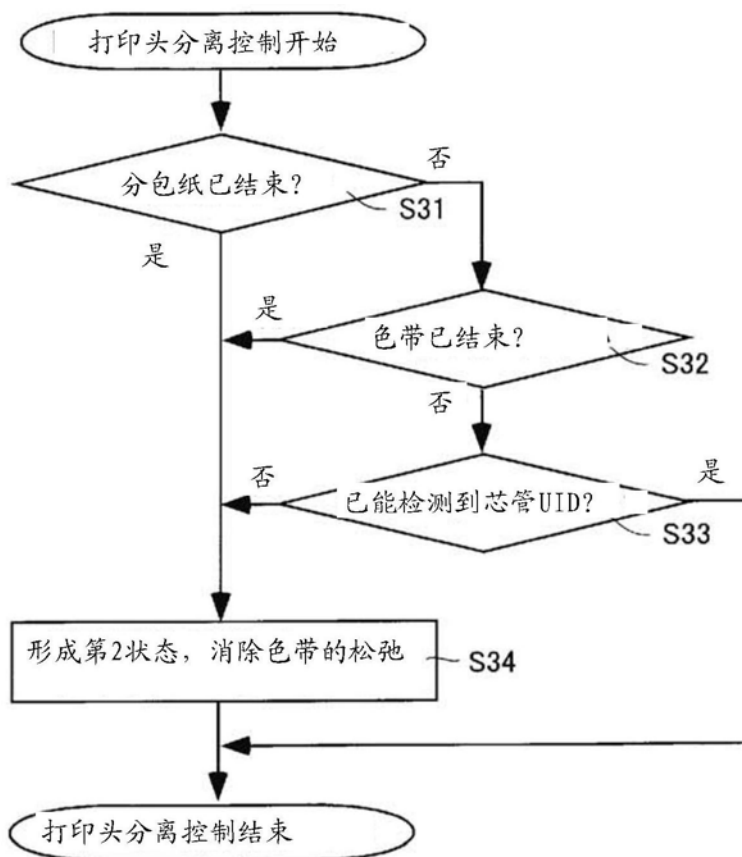 打印头分离控制开始
否
分包纸已结束?
S31
是
是
色带已结束?
S32
否
否
是
已能检测到芯管UID?
S33
形成第2状态，消除色带的松弛
S34
打印头分离控制结束